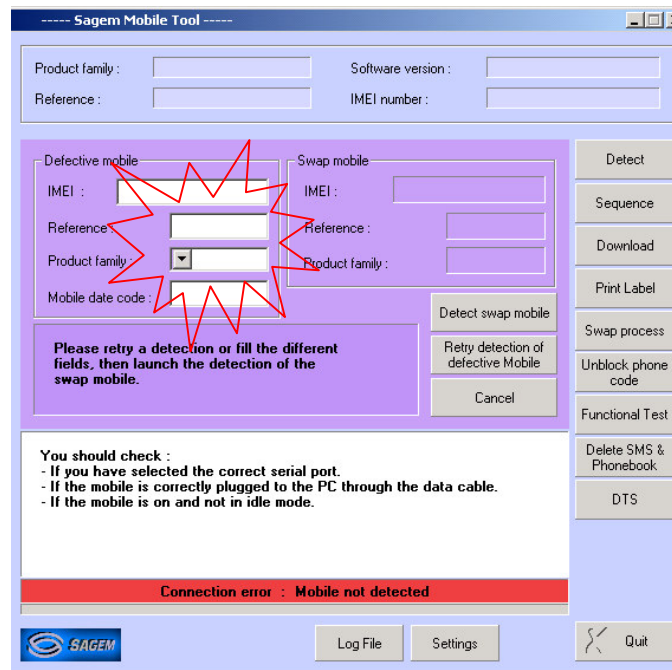 ----- Sagem Mobile Tool -----
Product family :
Software version :
Reference :
IMEI number :
Defective mobile
IMEI :
Reference :
Product family :
Mobile date code :
Swap mobile
IMEI :
Reference :
Product family :
Detect swap mobile
Retry detection of
defective Mobile
Cancel
Please retry a detection or fill the different
fields, then launch the detection of the
swap mobile.
Detect
Sequence
Download
Print Label
Swap process
Unblock phone
code
Functional Test
Delete SMS &
Phonebook
DTS
You should check :
- If you have selected the correct serial port.
- If the mobile is correctly plugged to the PC through the data cable.
- If the mobile is on and not in idle mode.
Connection error : Mobile not detected
SAGEM
Log File
Settings
Quit